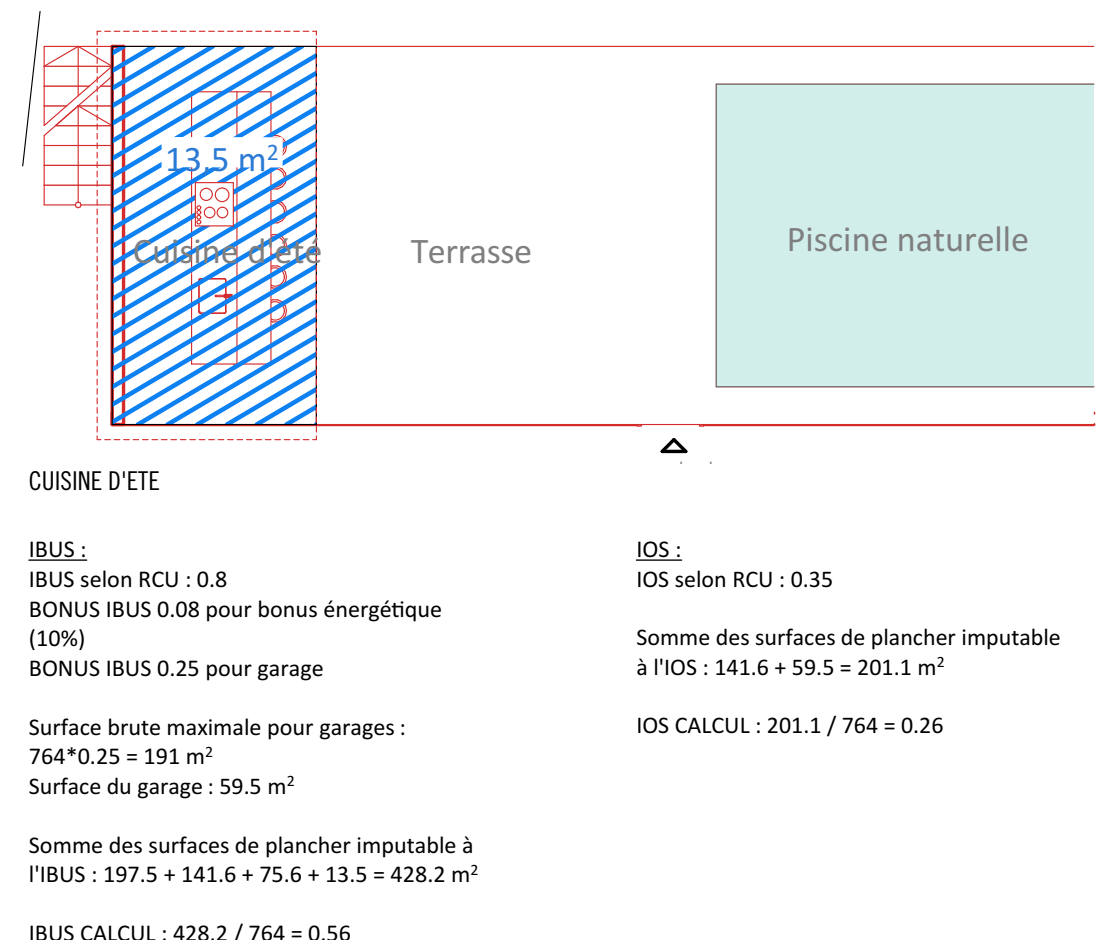 13.5 m²
Cuisine d'été
Terrasse
Piscine naturelle
CUISINE D'ETE
IBUS :
IBUS selon RCU : 0.8
BONUS IBUS 0.08 pour bonus énergétique
(10%)
BONUS IBUS 0.25 pour garage
Surface brute maximale pour garages :
764*0.25 = 191 m²
Surface du garage : 59.5 m²
Somme des surfaces de plancher imputable à
l'IBUS : 197.5 + 141.6 + 75.6 + 13.5 = 428.2 m²
IBUS CALCUL : 428.2 / 764 = 0.56
IOS :
IOS selon RCU : 0.35
Somme des surfaces de plancher imputable
à l'IOS : 141.6 + 59.5 = 201.1 m²
IOS CALCUL : 201.1 / 764 = 0.26